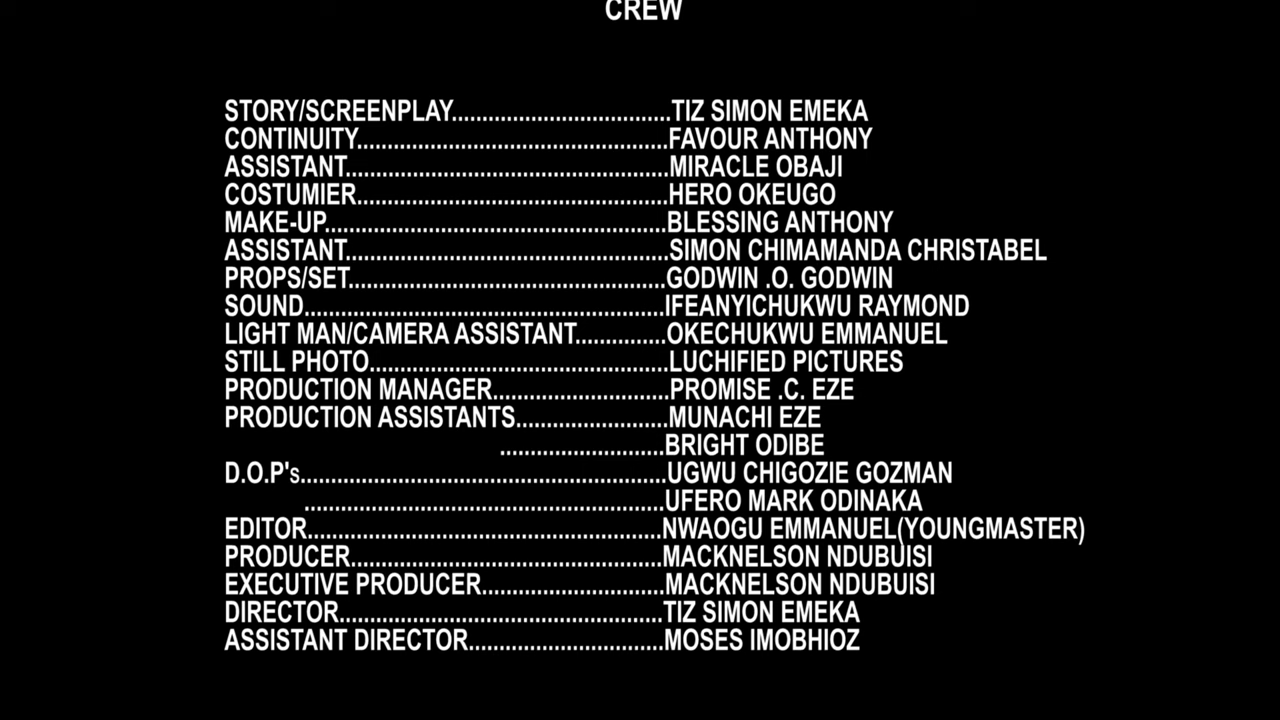 CREW
STORY/SCREENPLAY....................................TIZ SIMON EMEKA
CONTINUITY....................................................FAVOUR ANTHONY
ASSISTANT......................................................MIRACLE OBAJI
COSTUMIER....................................................HERO OKEUGO
MAKE-UP.........................................................BLESSING ANTHONY
ASSISTANT......................................................SIMON CHIMAMANDA CHRISTABEL
PROPS/SET.....................................................GODWIN .O. GODWIN
SOUND............................................................IFEANYICHUKWU RAYMOND
LIGHT MAN/CAMERA ASSISTANT...............OKECHUKWU EMMANUEL
STILL PHOTO..................................................LUCHIFIED PICTURES
PRODUCTION MANAGER.............................PROMISE .C. EZE
PRODUCTION ASSISTANTS.........................MUNACHI EZE
...........................BRIGHT ODIBE
D.O.P's.............................................................UGWU CHIGOZIE GOZMAN
............................................................UFERO MARK ODINAKA
EDITOR...........................................................NWAOGU EMMANUEL(YOUNGMASTER)
PRODUCER....................................................MACKNELSON NDUBUISI
EXECUTIVE PRODUCER..............................MACKNELSON NDUBUISI
DIRECTOR......................................................TIZ SIMON EMEKA
ASSISTANT DIRECTOR................................MOSES IMOBHIOZ